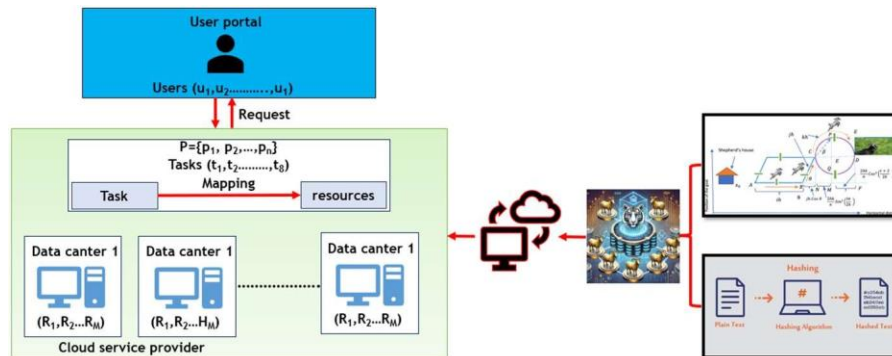 User portal
Users (u1,u2………..,u1)
Request
P={p1, p2,…,pn}
Tasks (t1,t2………,t8)
Mapping
Task
resources
Data canter 1
(R1,R2…RM)
Data canter 1
(R1,R2…HM)
Data canter 1
(R1,R2…RM)
Cloud service provider
Shepherd's house
Hashing
#
Plain Text
Hashing Algorithm
Hashed Text